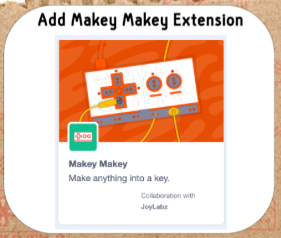 Add Makey Makey Extension
Makey Makey
Make anything into a key.
Collaboration with
JoyLabz